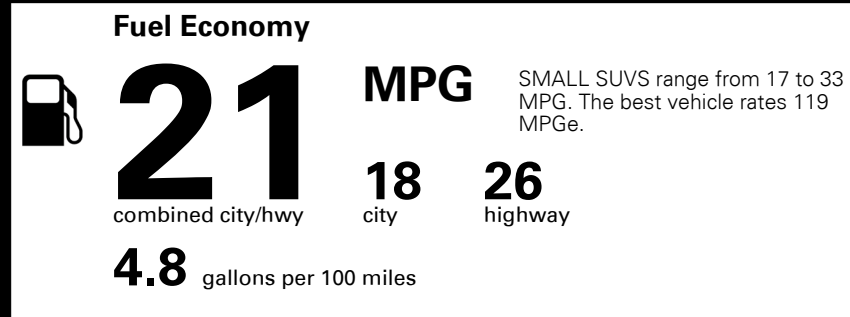 Fuel Economy
21 MPG
SMALL SUVS range from 17 to 33
MPG. The best vehicle rates 119
MPGe.
combined city/hwy
18 city
26 highway
4.8 gallons per 100 miles